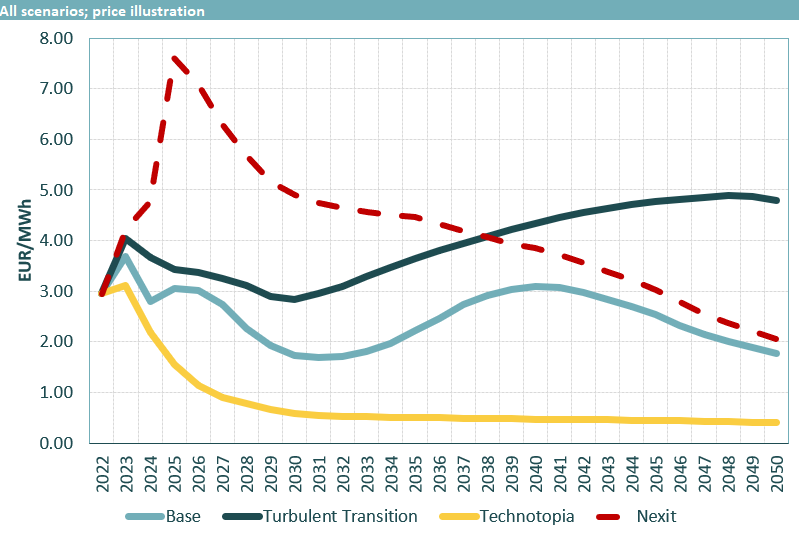 All scenarios; price illustration
8.00
7.00
6.00
5.00
4.00
3.00
2.00
1.00
0.00
EUR/MWh
2022 2023 2024 2025 2026 2027 2028 2029 2030 2031 2032 2033 2034 2035 2036 2037 2038 2039 2040 2041 2042 2043 2044 2045 2046 2047 2048 2049 2050
Base Turbulent Transition Technotopia Nexit